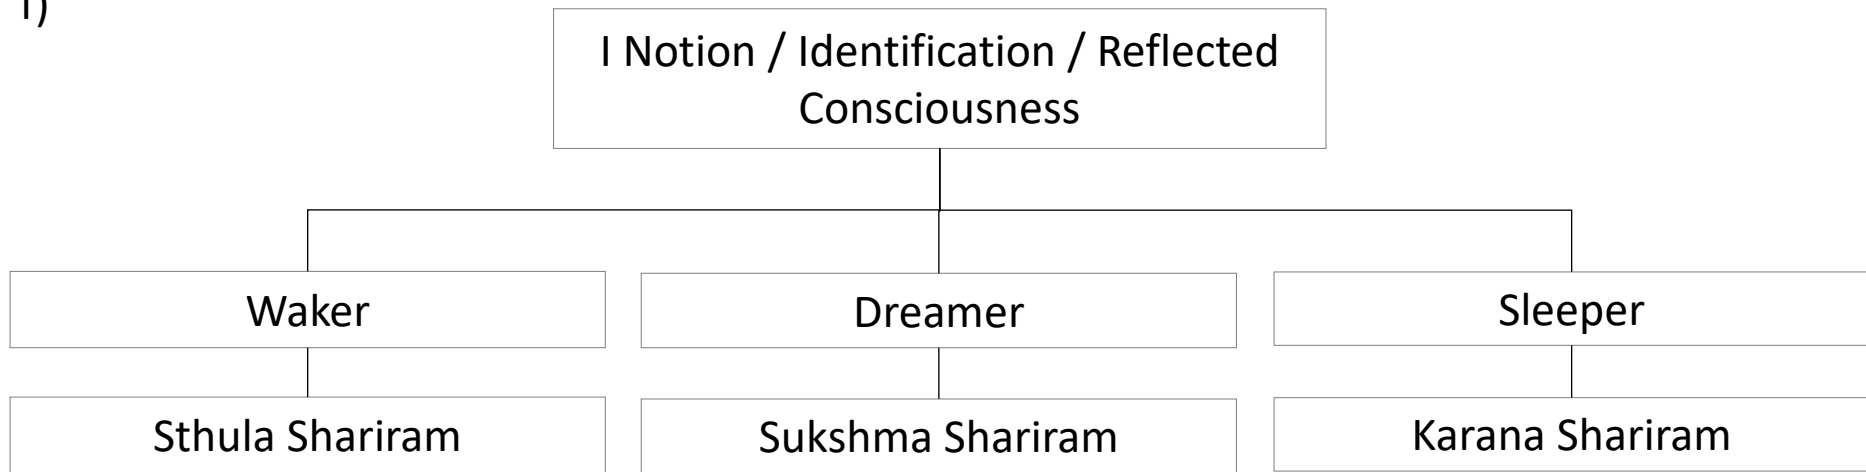 I Notion / Identification / Reflected
Consciousness
Waker
Dreamer
Sleeper
Sthula Shariram
Sukshma Shariram
Karana Shariram